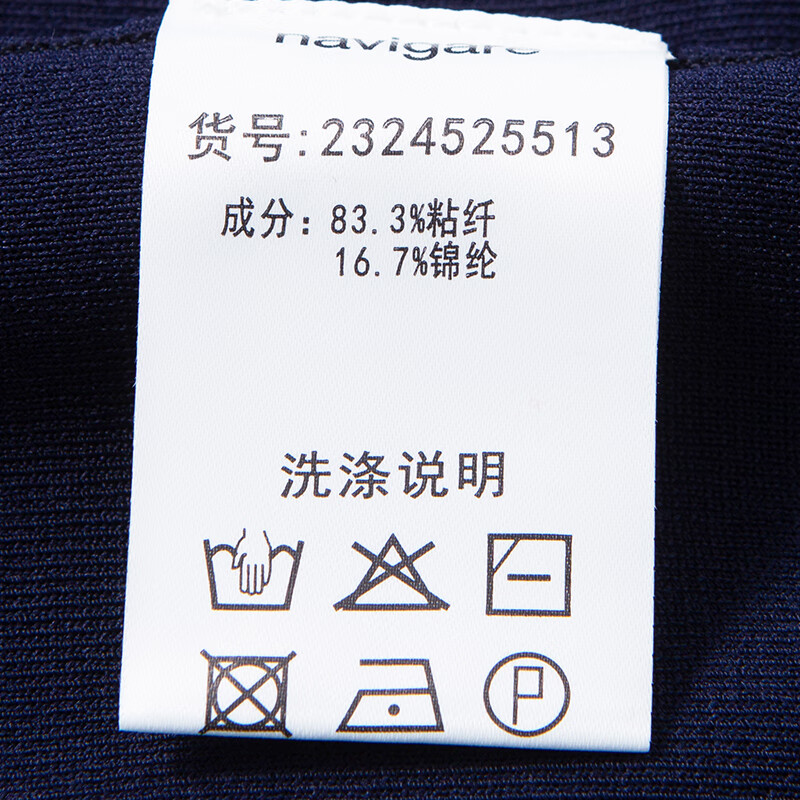 navigare
货号:2324525513
成分: 83.3%粘纤
16.7%锦纶
洗涤说明
P